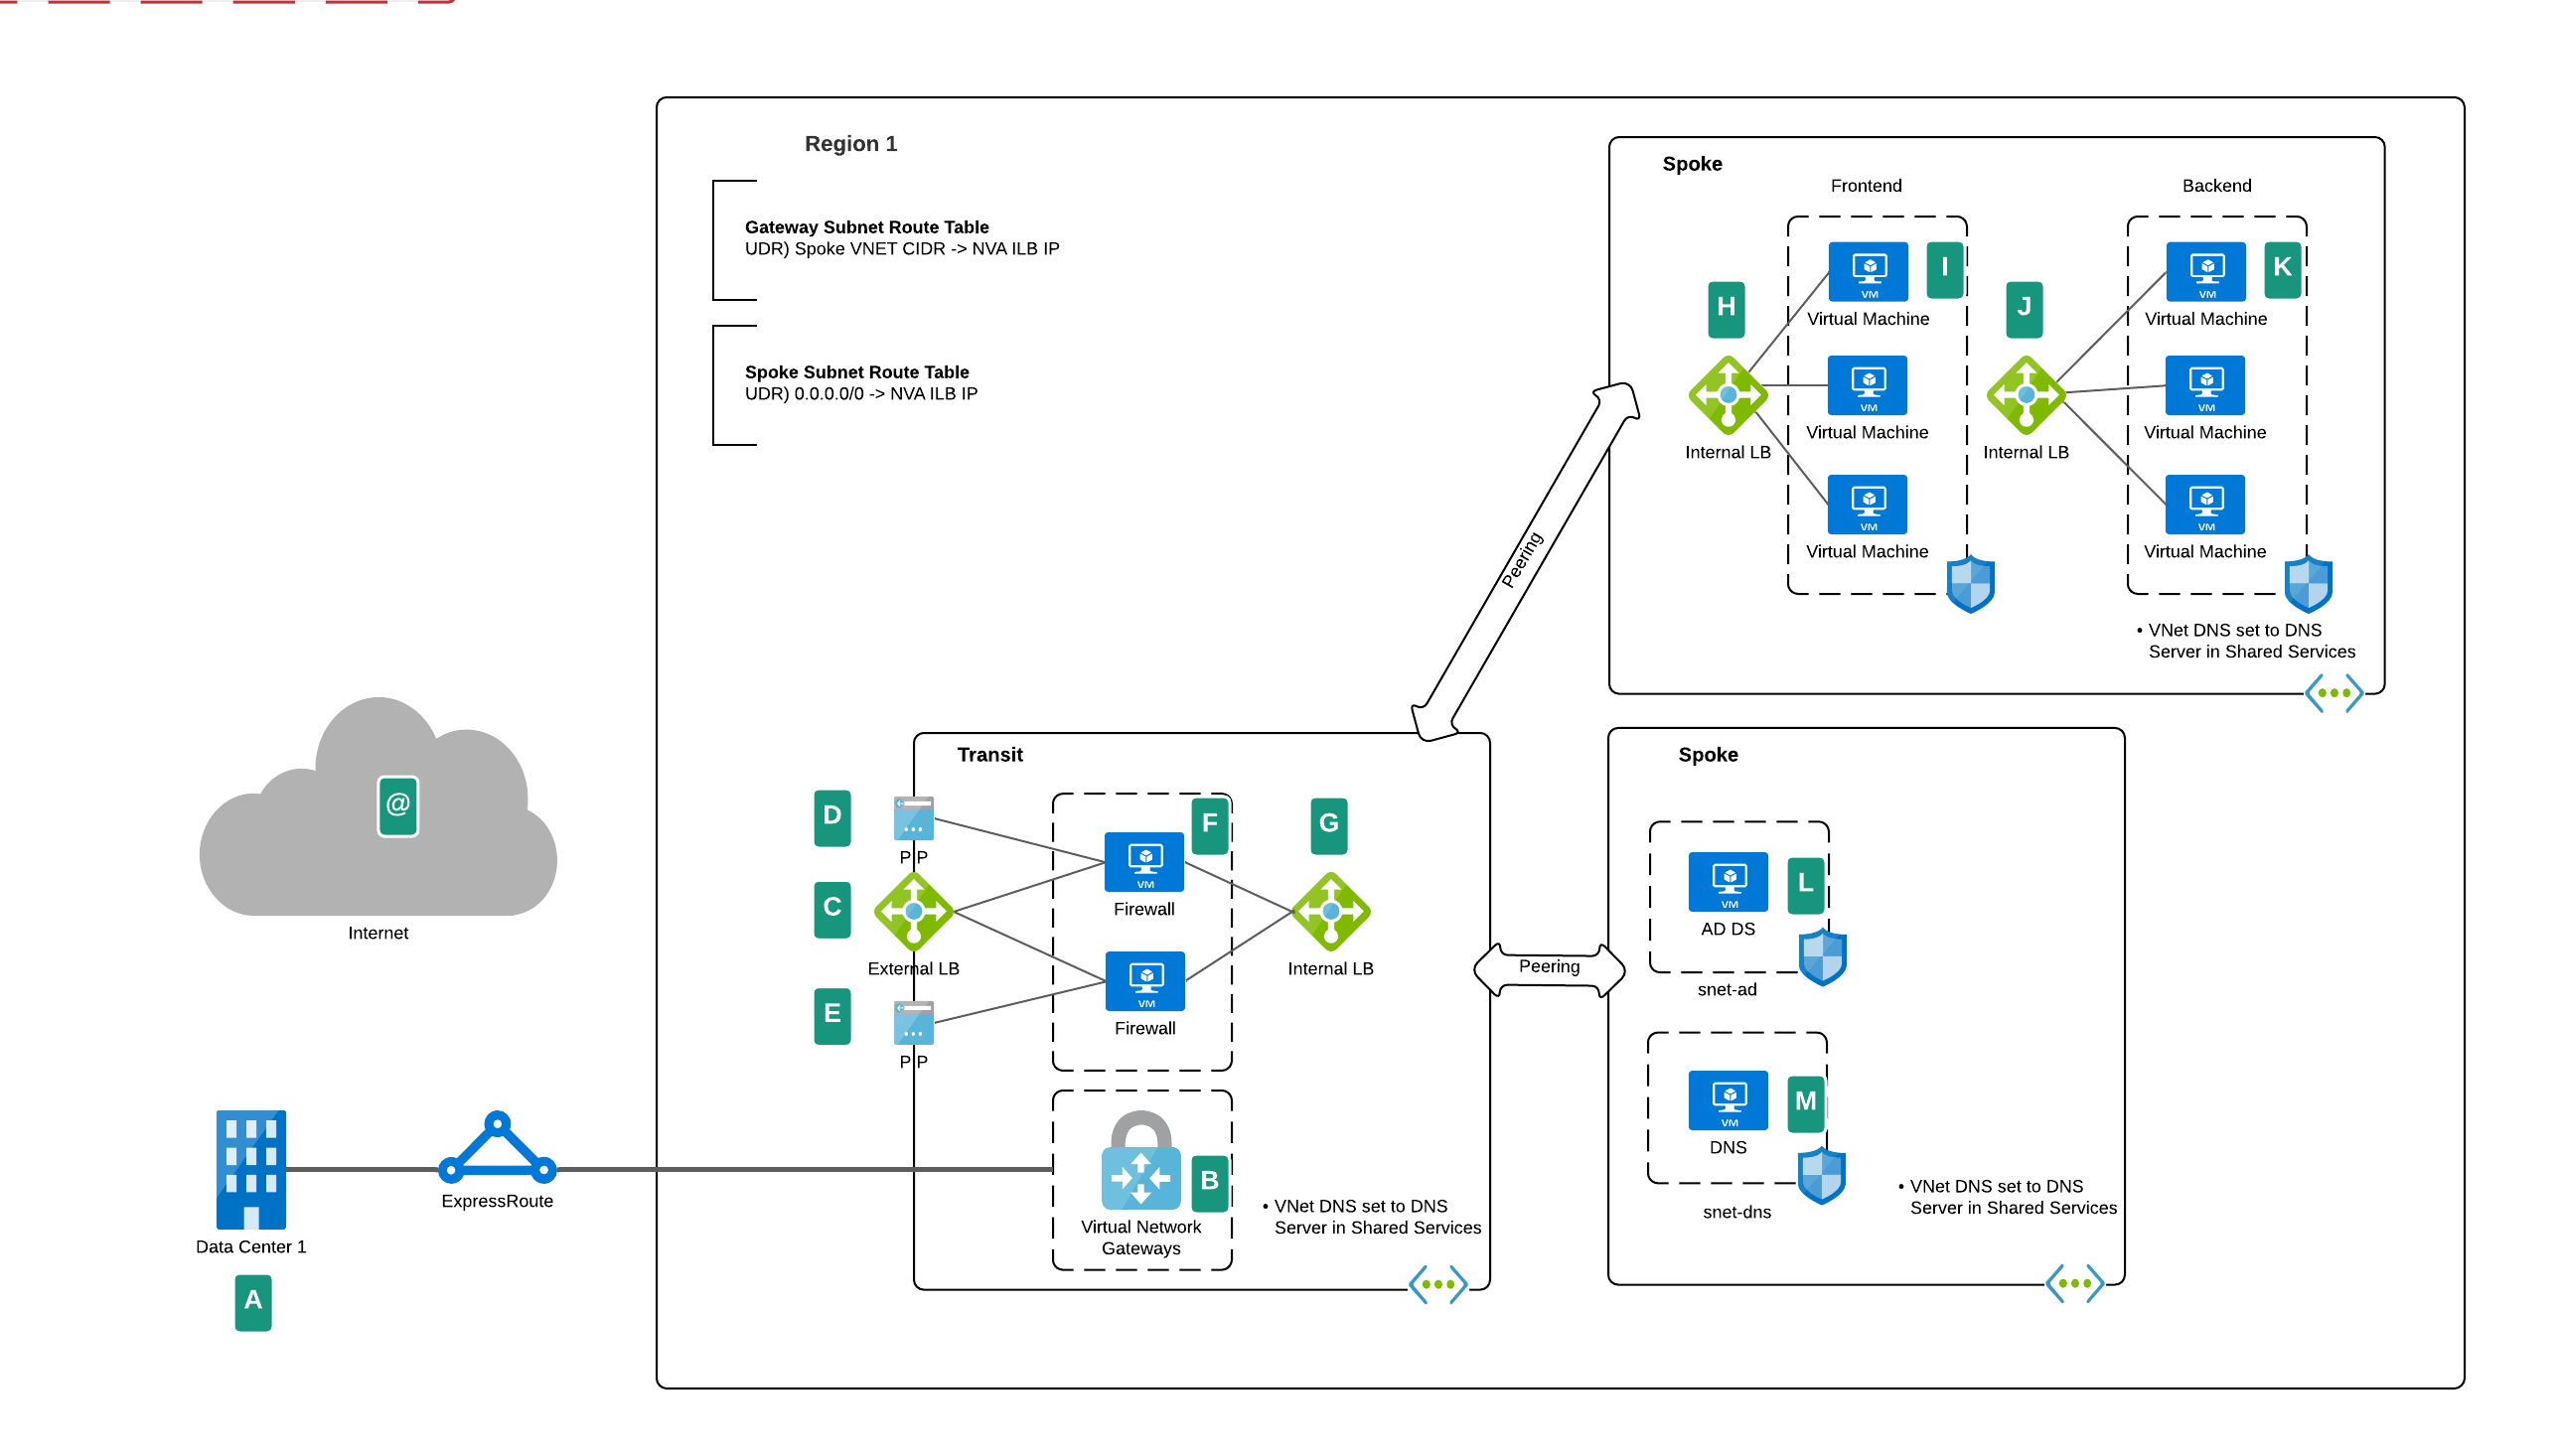 Region 1
Gateway Subnet Route Table
UDR) Spoke VNET CIDR -> NVA ILB IP
Spoke Subnet Route Table
UDR) 0.0.0.0/0 -> NVA ILB IP
Spoke
Frontend
Backend
H
I
J
K
VM
Virtual Machine
VM
Virtual Machine
VM
Virtual Machine
VM
Virtual Machine
VM
Virtual Machine
VM
Virtual Machine
Internal LB
Internal LB
• VNet DNS set to DNS
Server in Shared Services
Peering
@
Internet
Transit
D
PIP
C
External LB
E
PIP
F
VM
Firewall
VM
Firewall
G
Internal LB
B
Virtual Network
Gateways
• VNet DNS set to DNS
Server in Shared Services
Peering
Spoke
VM
AD DS
L
snet-ad
VM
DNS
M
snet-dns
• VNet DNS set to DNS
Server in Shared Services
Data Center 1
A
ExpressRoute